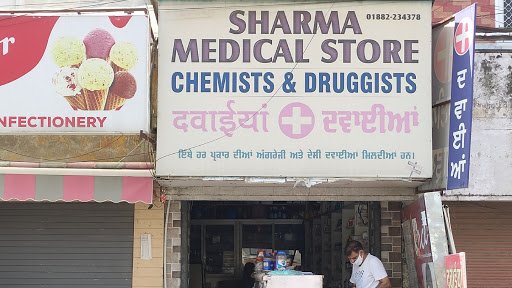 01882-234378
SHARMA
MEDICAL STORE
CHEMISTS & DRUGGISTS
ਦਵਾਈਯਾਂ ਦਵਾਈਆਂ
ਇੱਥੇ ਹਰ ਪ੍ਰਕਾਰ ਦੀਆਂ ਅੰਗਰੇਜ਼ੀ ਅਤੇ ਦੇਸੀ ਦਵਾਈਆਂ ਮਿਲਦੀਆਂ ਹਨ।
ਦਵਾਈਆਂ
NFECTIONERY